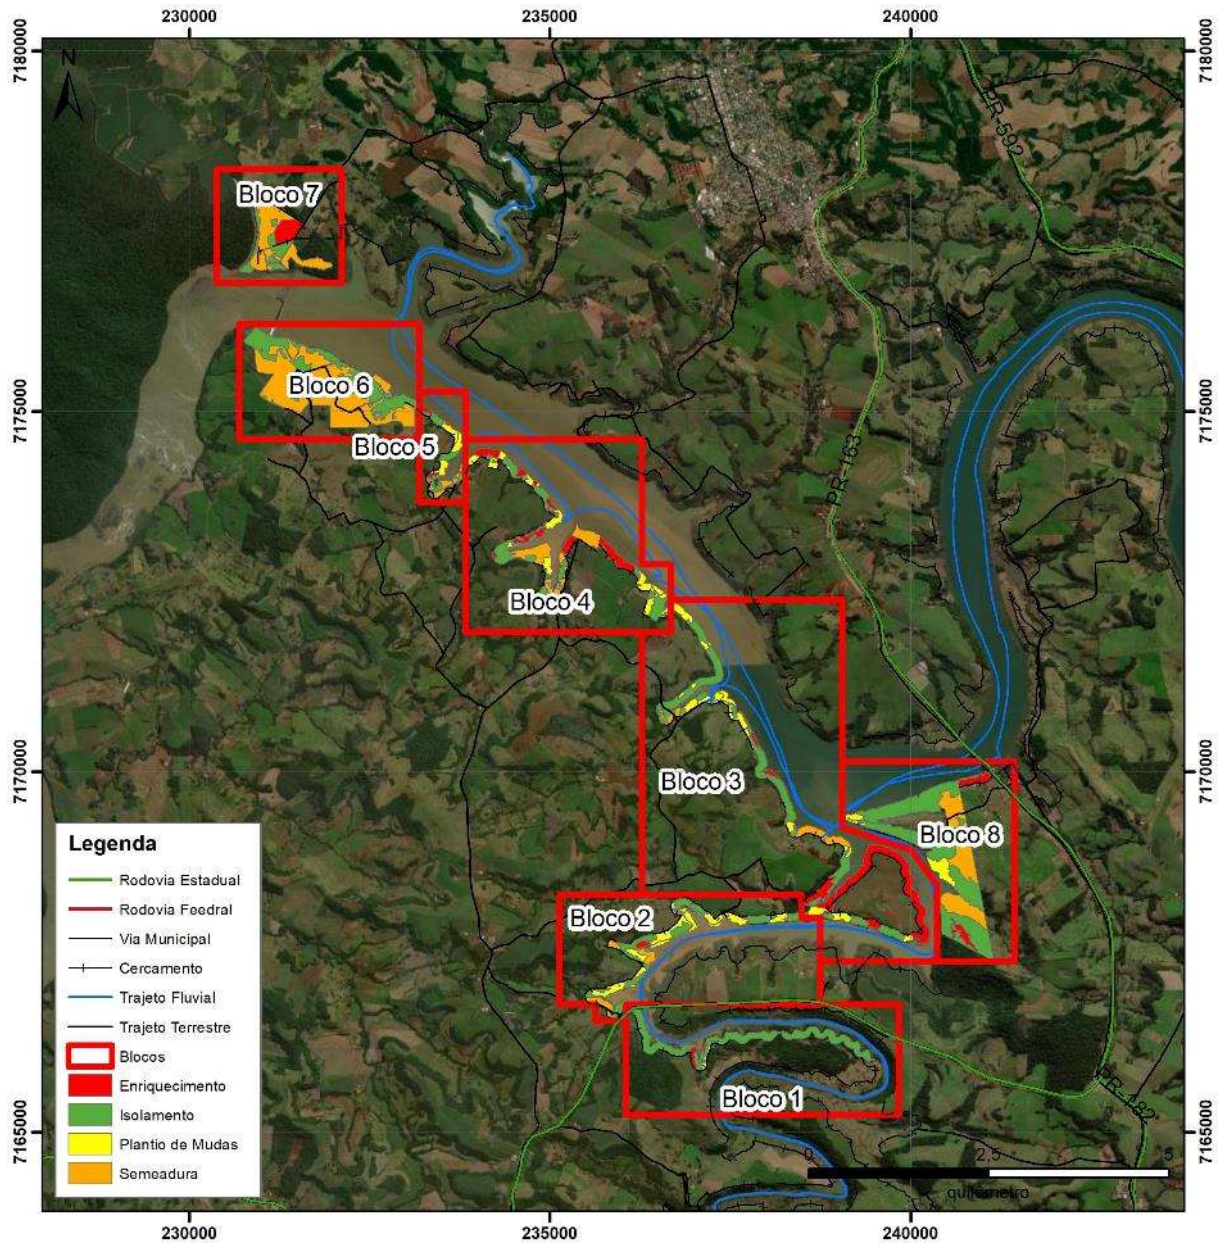 230000 235000 240000
7180000 7180000
N
PR-592
Bloco 7
Bloco 6
7175000 7175000
Bloco 5
PR-163
Bloco 4
Bloco 3
7170000 7170000
Bloco 8
Bloco 2
Legenda
Rodovia Estadual
Rodovia Feedral
Via Municipal
Cercamento
Trajeto Fluvial
Trajeto Terrestre
Blocos
Enriquecimento
Isolamento
Plantio de Mudas
Semeadura
Bloco 1
PR-182
7165000 7165000
0 2,5 5
quilômetro
230000 235000 240000